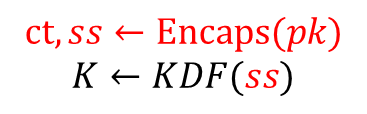 ct, ss ← Encaps(pk)
K ← KDF(ss)